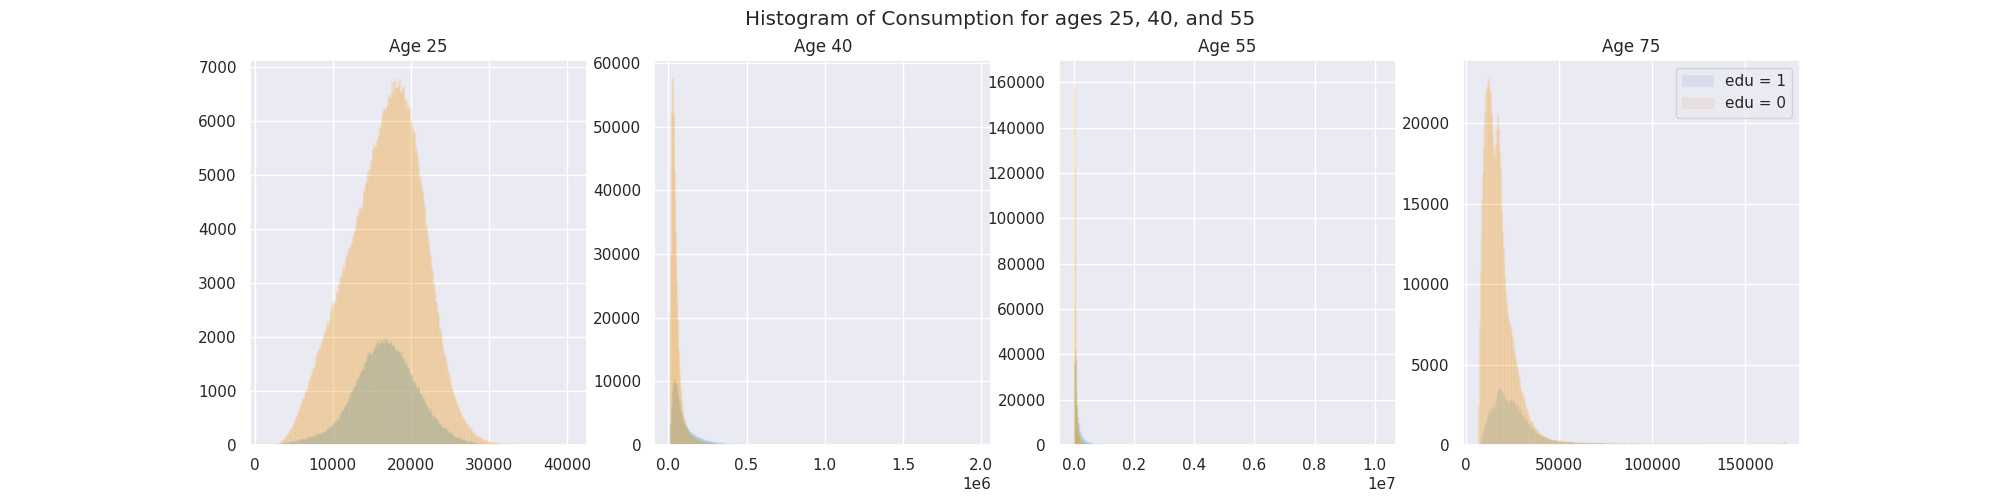 Histogram of Consumption for ages 25, 40, and 55
Age 25
7000
6000
5000
4000
3000
2000
1000
0
0 10000 20000 30000 40000
Age 40
60000
50000
40000
30000
20000
10000
0
0.0 0.5 1.0 1.5 2.0
1e6
Age 55
160000
140000
120000
100000
80000
60000
40000
20000
0
0.0 0.2 0.4 0.6 0.8 1.0
1e7
Age 75
edu = 1
edu = 0
20000
15000
10000
5000
0
0 50000 100000 150000